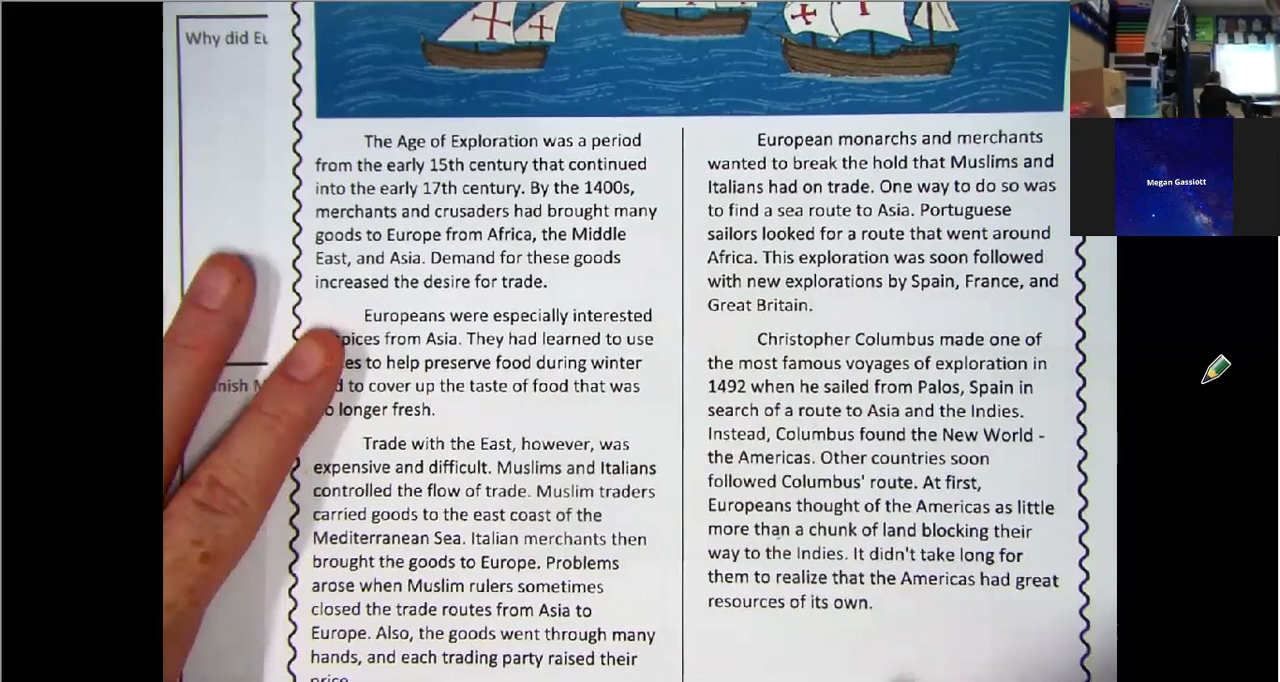 Why did Eu
The Age of Exploration was a period
from the early 15th century that continued
into the early 17th century. By the 1400s,
merchants and crusaders had brought many
goods to Europe from Africa, the Middle
East, and Asia. Demand for these goods
increased the desire for trade.
Europeans were especially interested
pices from Asia. They had learned to use
es to help preserve food during winter
d to cover up the taste of food that was
o longer fresh.
Trade with the East, however, was
expensive and difficult. Muslims and Italians
controlled the flow of trade. Muslim traders
carried goods to the east coast of the
Mediterranean Sea. Italian merchants then
brought the goods to Europe. Problems
arose when Muslim rulers sometimes
closed the trade routes from Asia to
Europe. Also, the goods went through many
hands, and each trading party raised their
price.
European monarchs and merchants
wanted to break the hold that Muslims and
Italians had on trade. One way to do so was
to find a sea route to Asia. Portuguese
sailors looked for a route that went around
Africa. This exploration was soon followed
with new explorations by Spain, France, and
Great Britain.
Christopher Columbus made one of
the most famous voyages of exploration in
1492 when he sailed from Palos, Spain in
search of a route to Asia and the Indies.
Instead, Columbus found the New World -
the Americas. Other countries soon
followed Columbus' route. At first,
Europeans thought of the Americas as little
more than a chunk of land blocking their
way to the Indies. It didn't take long for
them to realize that the Americas had great
resources of its own.
nish M
Megan Gassiott